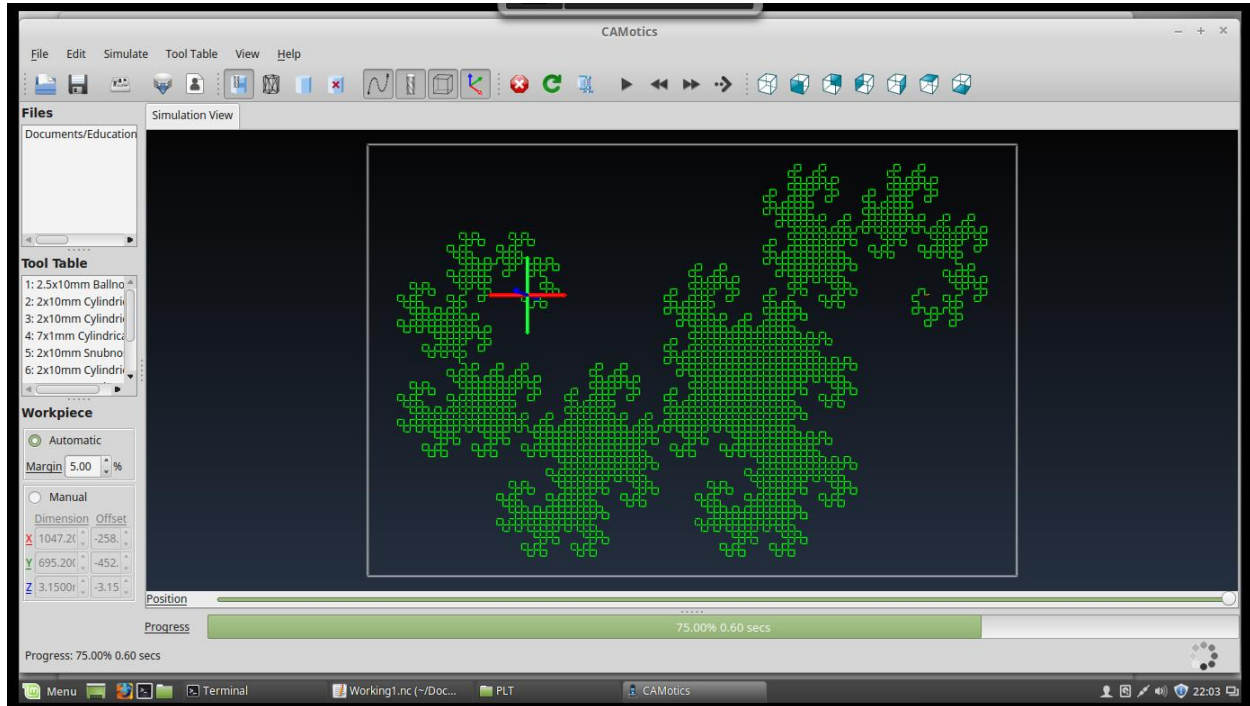 CAMotics
File Edit Simulate Tool Table View Help
Files
Simulation View
Documents/Education
Tool Table
1: 2.5x10mm Ballno
2: 2x10mm Cylindri
3: 2x10mm Cylindri
4: 7x1mm Cylindrica
5: 2x10mm Snubno
6: 2x10mm Cylindri
Workpiece
Automatic
Margin 5.00 %
Manual
Dimension Offset
X 1047.20 -258.
Y 695.200 -452.
Z 3.1500 -3.15
Position
Progress 75.00% 0.60 secs
Progress: 75.00% 0.60 secs
Menu Terminal Working1.nc (~/Doc... PLT CAMotics 22:03